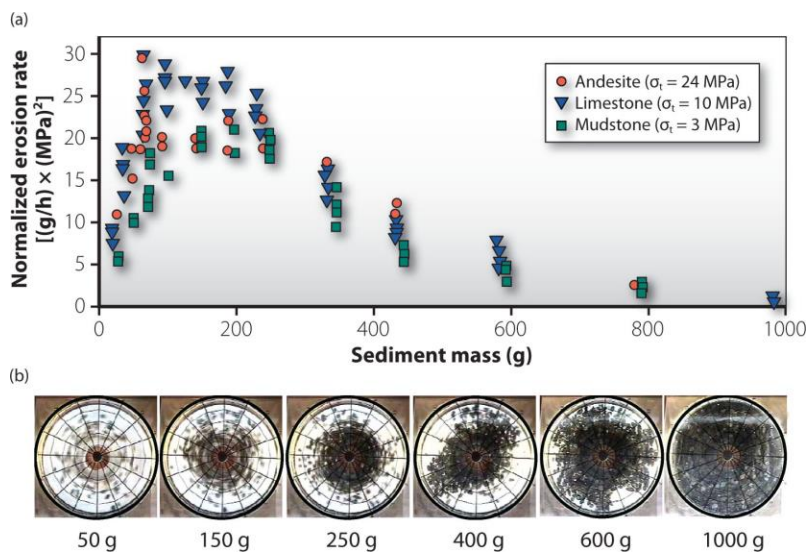 (a)
Normalized erosion rate
[(g/h) × (MPa)²]
30
25
20
15
10
5
0
Andesite (σt = 24 MPa)
Limestone (σt = 10 MPa)
Mudstone (σt = 3 MPa)
0 200 400 600 800 1000
Sediment mass (g)
(b)
50 g 150 g 250 g 400 g 600 g 1000 g